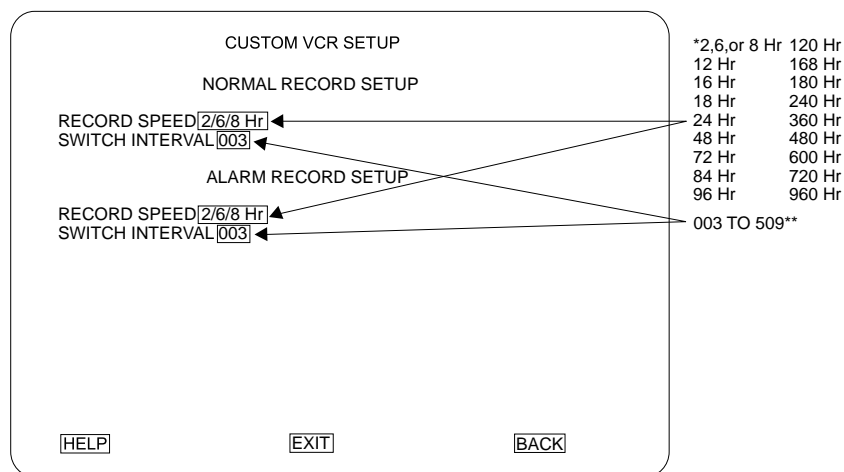 CUSTOM VCR SETUP
NORMAL RECORD SETUP
RECORD SPEED 2/6/8 Hr
SWITCH INTERVAL 003
ALARM RECORD SETUP
RECORD SPEED 2/6/8 Hr
SWITCH INTERVAL 003
HELP EXIT BACK
*2,6,or 8 Hr 120 Hr
12 Hr 168 Hr
16 Hr 180 Hr
18 Hr 240 Hr
24 Hr 360 Hr
48 Hr 480 Hr
72 Hr 600 Hr
84 Hr 720 Hr
96 Hr 960 Hr
003 TO 509**